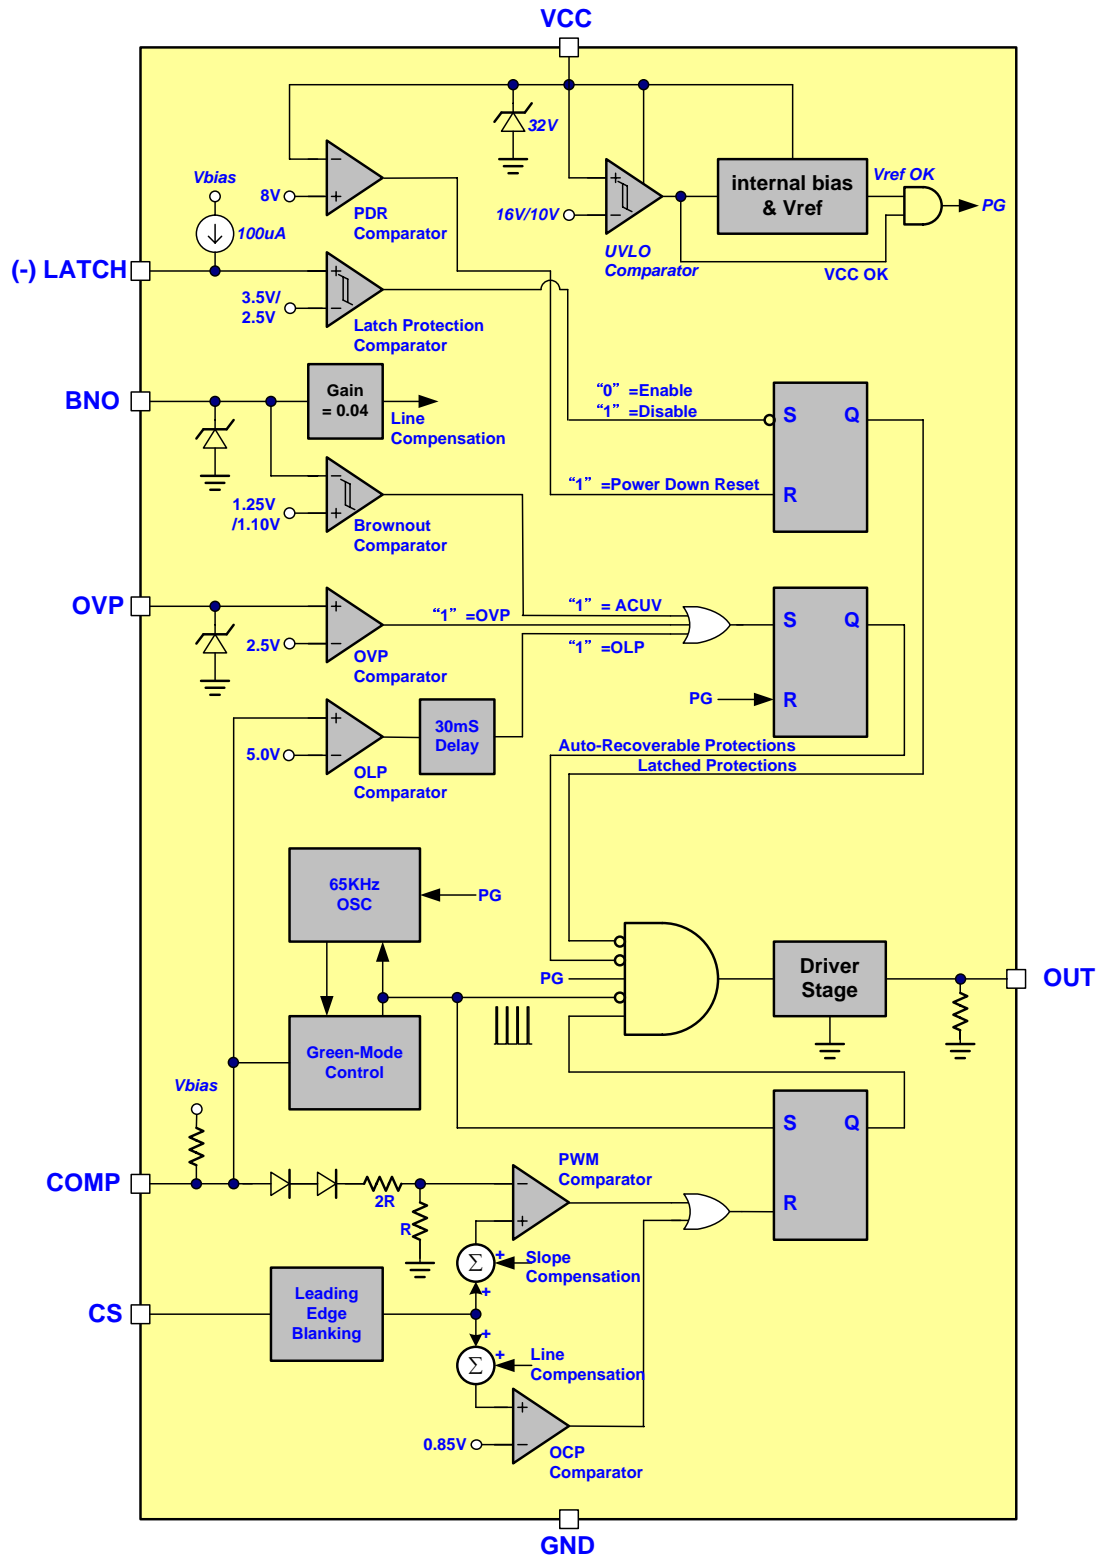 VCC
32V
Vbias
8V
PDR
Comparator
100uA
16V/10V
UVLO
Comparator
internal bias
& Vref
Vref OK
PG
VCC OK
(-) LATCH
3.5V/
2.5V
Latch Protection
Comparator
BNO
Gain
= 0.04
Line
Compensation
“0” =Enable
“1” =Disable
S
Q
“1” =Power Down Reset
R
1.25V
/1.10V
Brownout
Comparator
OVP
“1” =OVP
“1” = ACUV
“1” =OLP
2.5V
OVP
Comparator
S
Q
PG
R
30mS
Delay
5.0V
OLP
Comparator
Auto-Recoverable Protections
Latched Protections
65KHz
OSC
PG
PG
Driver
Stage
OUT
Green-Mode
Control
Vbias
S
Q
R
COMP
2R
R
PWM
Comparator
Σ
+
+
Slope
Compensation
CS
Leading
Edge
Blanking
+
Σ
+
Line
Compensation
0.85V
OCP
Comparator
GND